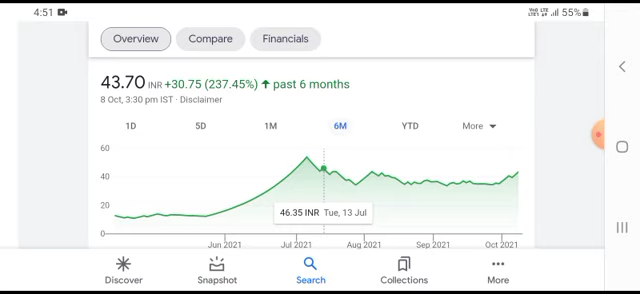 4:51
55%
Overview Compare Financials
43.70 INR +30.75 (237.45%) ↑ past 6 months
8 Oct, 3:30 pm IST · Disclaimer
1D 5D 1M 6M YTD More
60
40
20
0
46.35 INR Tue, 13 Jul
Jun 2021 Jul 2021 Aug 2021 Sep 2021 Oct 2021
Discover Snapshot Search Collections More